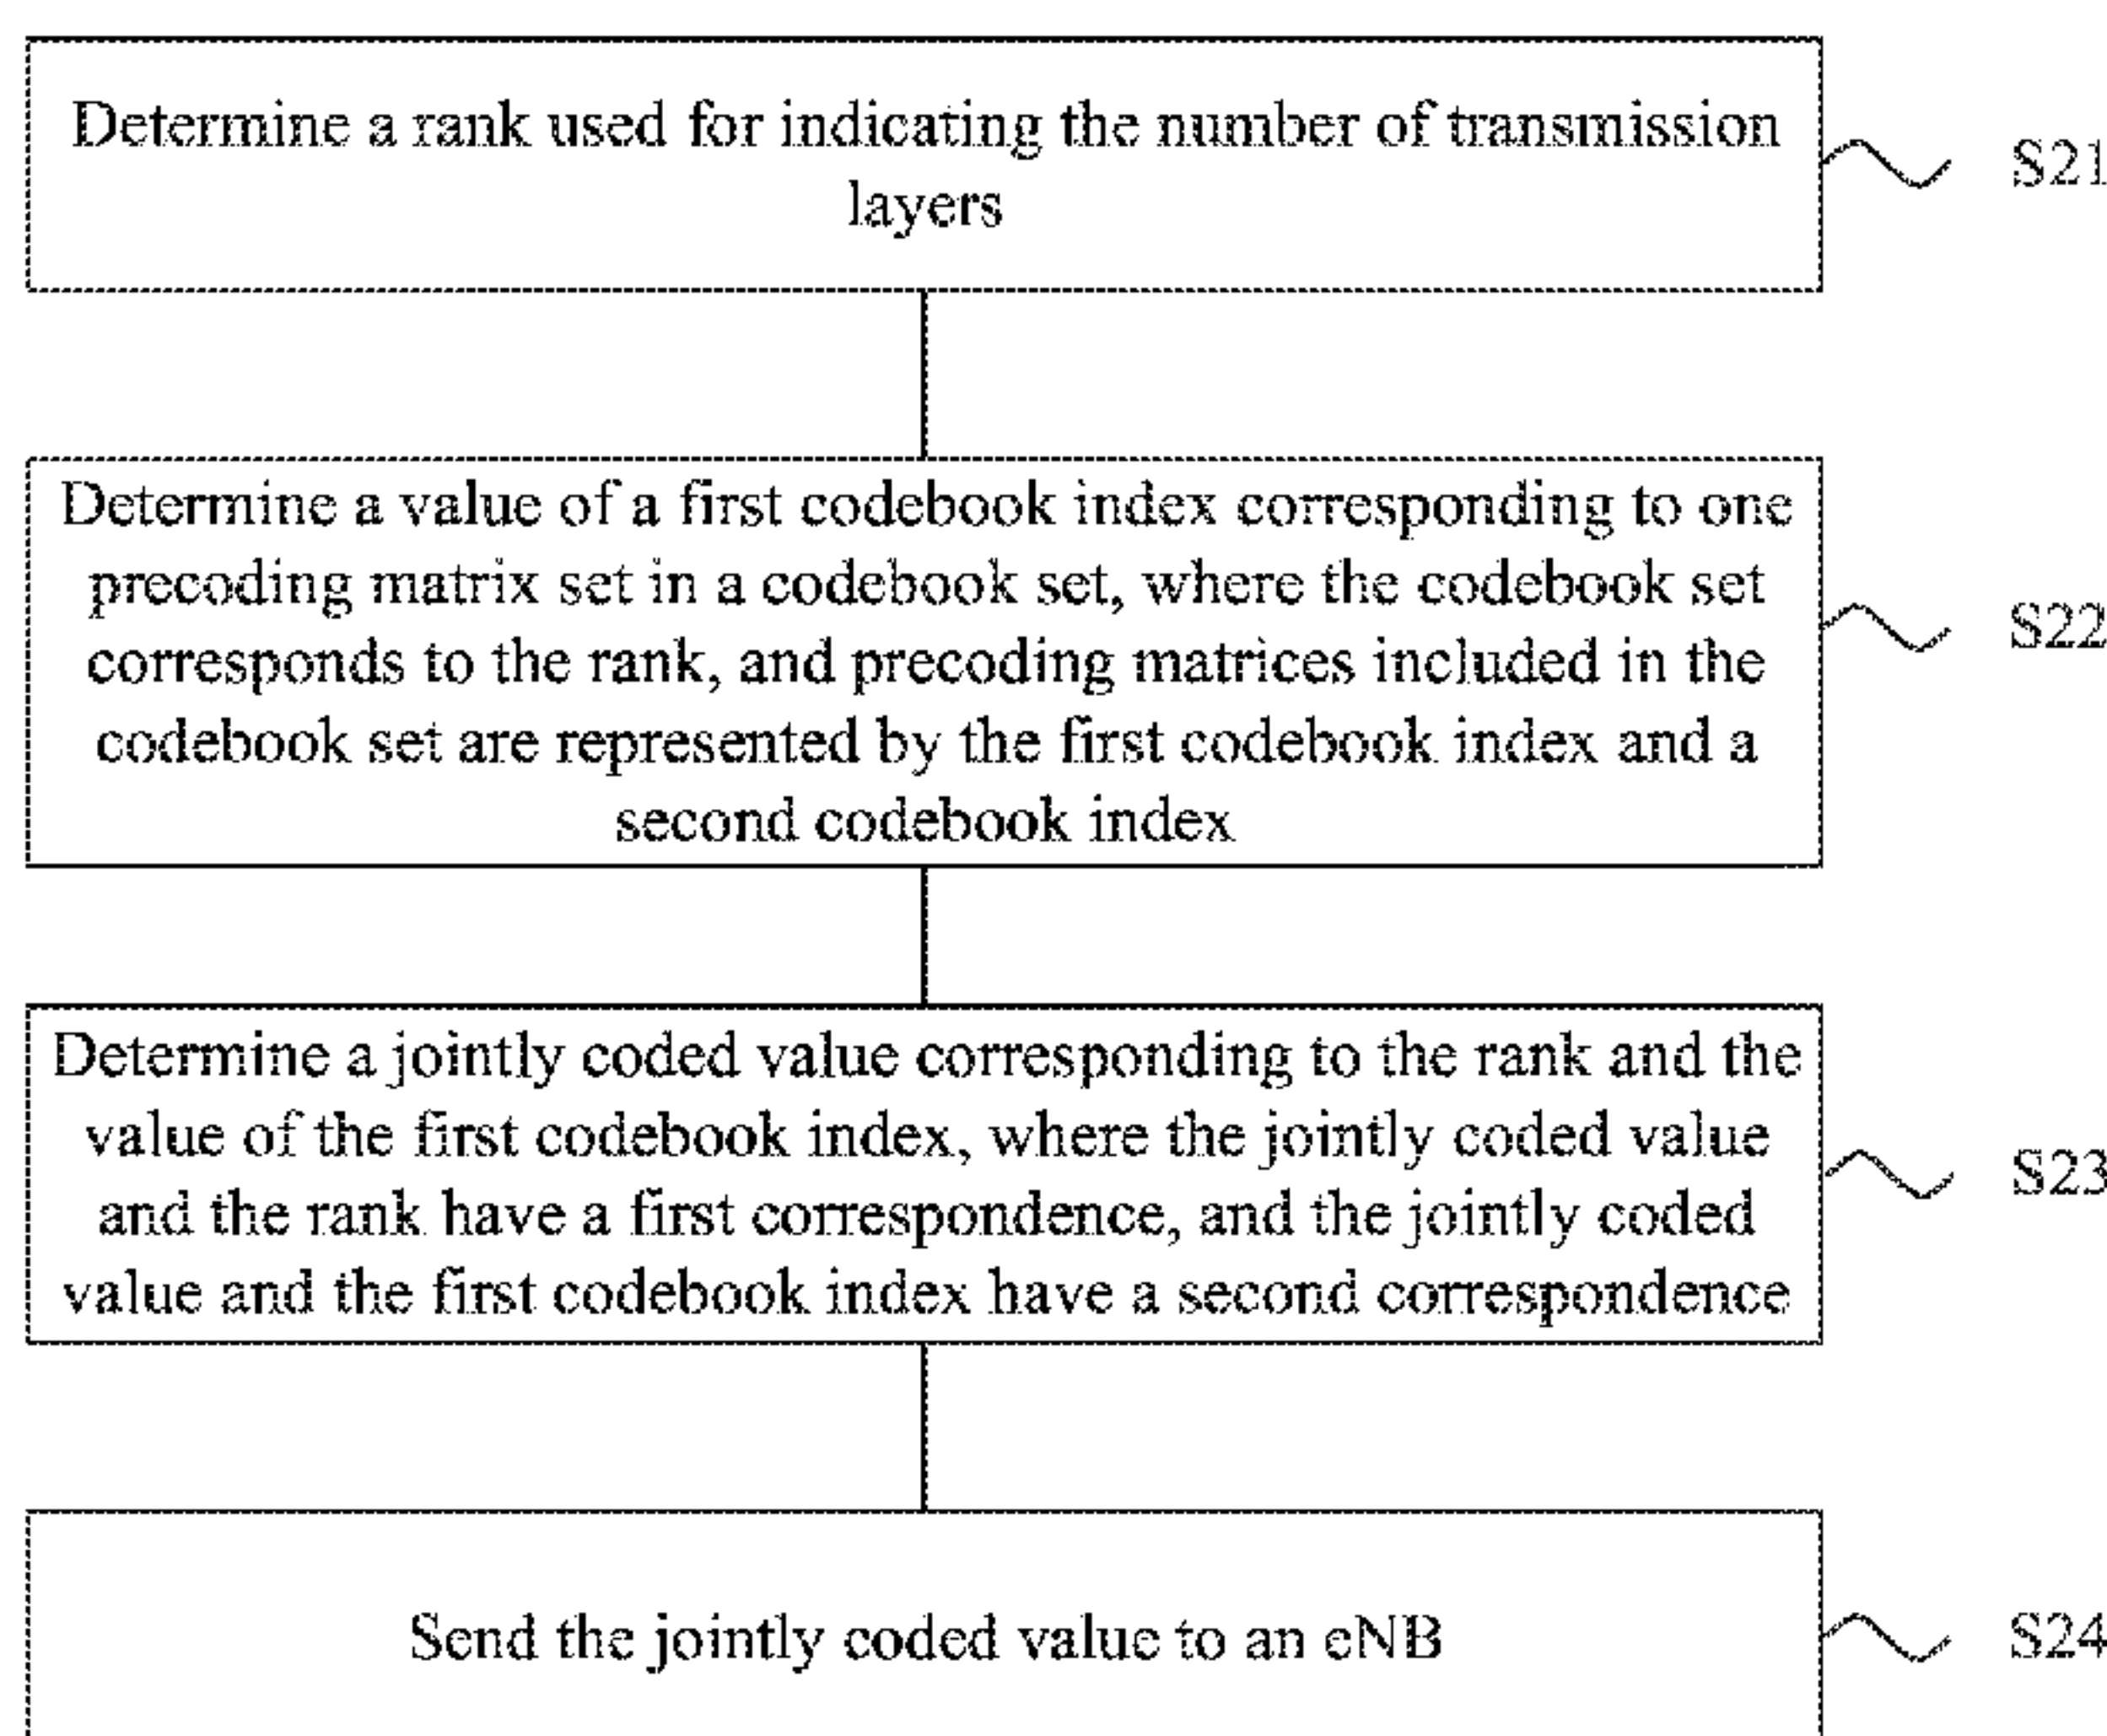 Determine a rank used for indicating the number of transmission
layers
S21
Determine a value of a first codebook index corresponding to one
precoding matrix set in a codebook set, where the codebook set
corresponds to the rank, and precoding matrices included in the
codebook set are represented by the first codebook index and a
second codebook index
S22
Determine a jointly coded value corresponding to the rank and the
value of the first codebook index, where the jointly coded value
and the rank have a first correspondence, and the jointly coded
value and the first codebook index have a second correspondence
S23
Send the jointly coded value to an eNB
S24